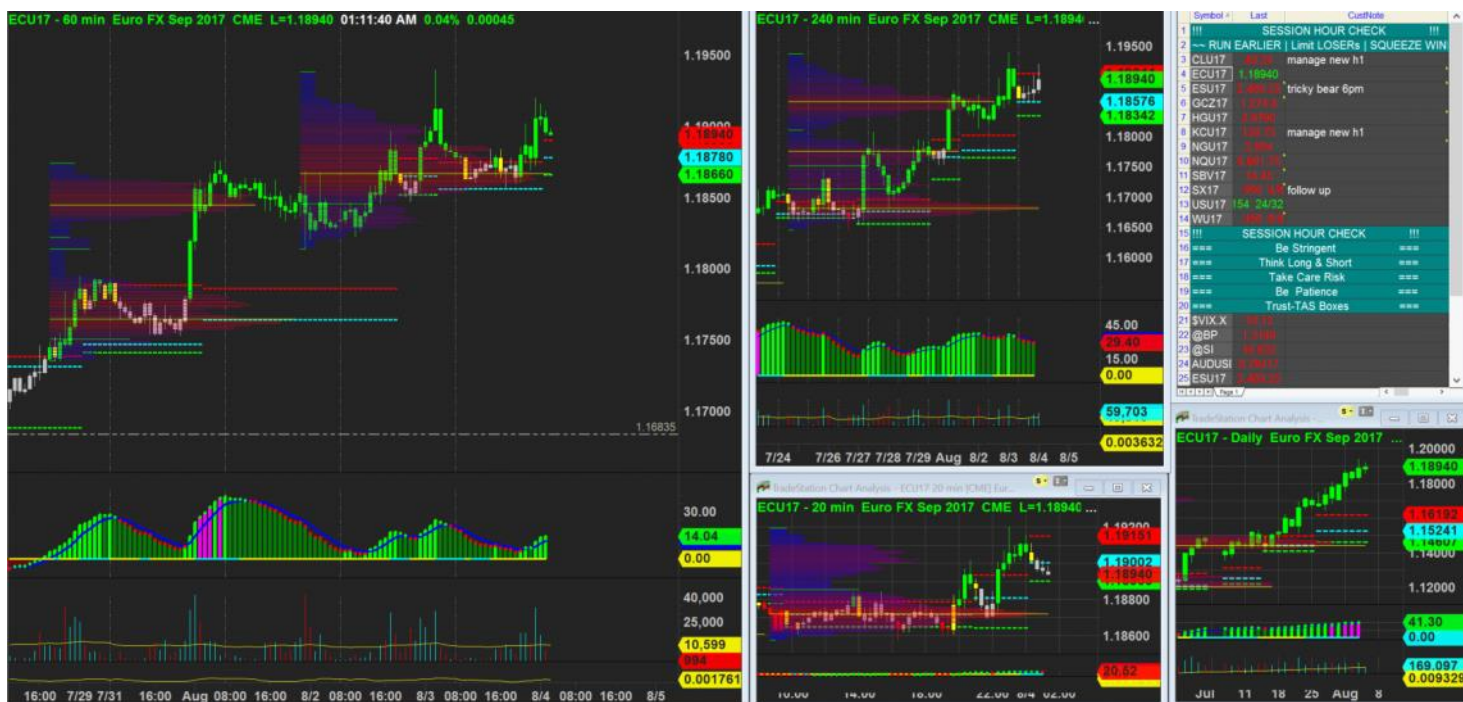 ECU17 - 60 min Euro FX Sep 2017 CME L=1.18940 01:11:40 AM 0.04% 0.00045
1.19500
1.19000
1.18940
1.18780
1.18660
1.18500
1.18000
1.17500
1.17000
1.16835
30.00
14.04
0.00
40,000
25,000
10,599
994
0.001761
16:00 7/29 7/31 16:00 Aug 08:00 16:00 8/2 08:00 16:00 8/3 08:00 16:00 8/4 08:00 16:00 8/5
ECU17 - 240 min Euro FX Sep 2017 CME L=1.1894 ...
1.19500
1.18940
1.18576
1.18342
1.18000
1.17500
1.17000
1.16500
1.16000
45.00
29.40
15.00
0.00
59,703
0.003632
7/24 7/26 7/27 7/28 7/29 Aug 8/2 8/3 8/4 8/5
TradeStation Chart Analysis - ECU17 20 min [CME] Eur...
ECU17 - 20 min Euro FX Sep 2017 CME L=1.18940 ...
1.19200
1.19151
1.19002
1.18940
1.18800
1.18600
20.52
10:00 14:00 18:00 22:00 8/4 02:00
Symbol Last CustNote
1 !!! SESSION HOUR CHECK !!!
2 ~~ RUN EARLIER | Limit LOSERs | SQUEEZE WIN
3 CLU17 manage new h1
4 ECU17 1.18940
5 ESU17 tricky bear 6pm
6 GCZ17
7 HGU17
8 KCU17 manage new h1
9 NGU17
10 NQU17
11 SBV17
12 SX17 follow up
13 USU17 154 24/32
14 WU17
15 !!! SESSION HOUR CHECK !!!
16 === Be Stringent ===
17 === Think Long & Short ===
18 === Take Care Risk ===
19 === Be Patience ===
20 === Trust-TAS Boxes ===
21 $VIX.X
22 @BP
23 @SI
24 AUDUSI
25 ESU17
Page 1
TradeStation Chart Analysis - ...
ECU17 - Daily Euro FX Sep 2017 ...
1.20000
1.18940
1.18000
1.16192
1.15241
1.14607
1.14000
1.12000
41.30
0.00
169,097
0.009329
Jul 11 18 25 Aug 8